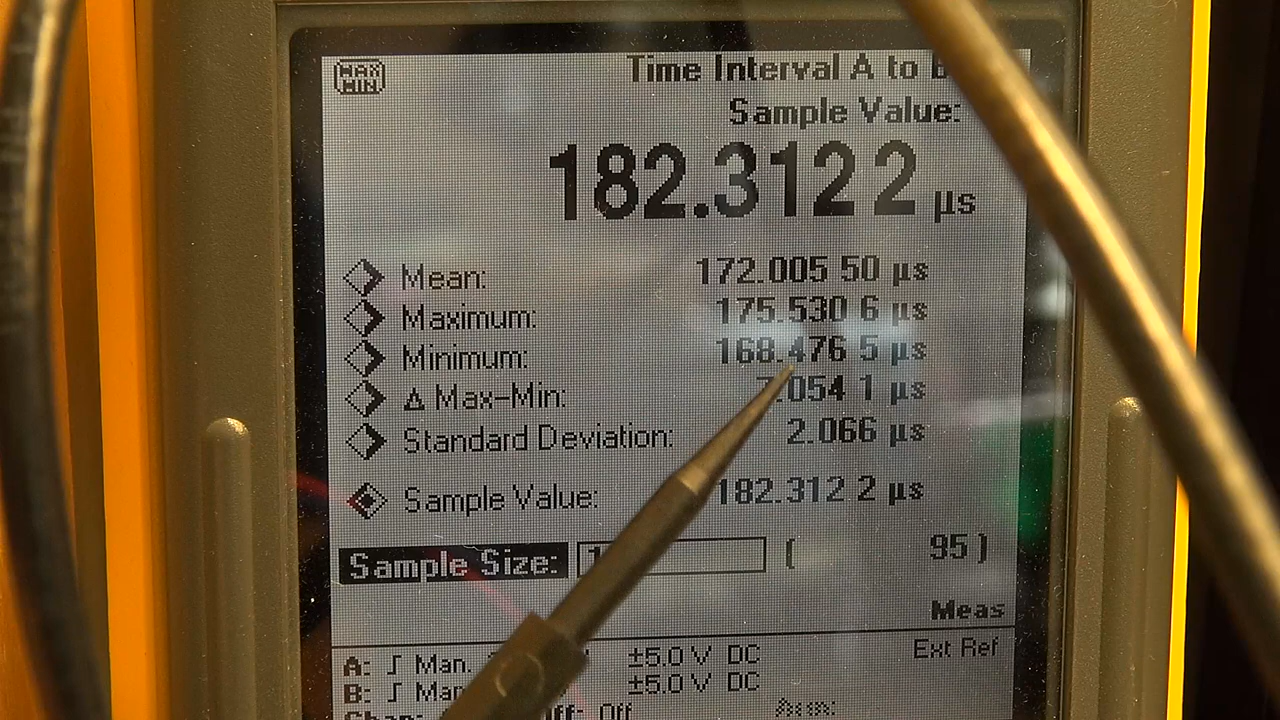 MAX
MIN
Time Interval A to B
Sample Value:
182.312 2 µs
Mean: 172.005 50 µs
Maximum: 175.530 6 µs
Minimum: 168.476 5 µs
Δ Max-Min: 7.054 1 µs
Standard Deviation: 2.066 µs
Sample Value: 182.312 2 µs
Sample Size: ( 95 )
Meas
A: ∫ Man. ±5.0 V DC Ext Ref
B: ∫ Man ±5.0 V DC
Off